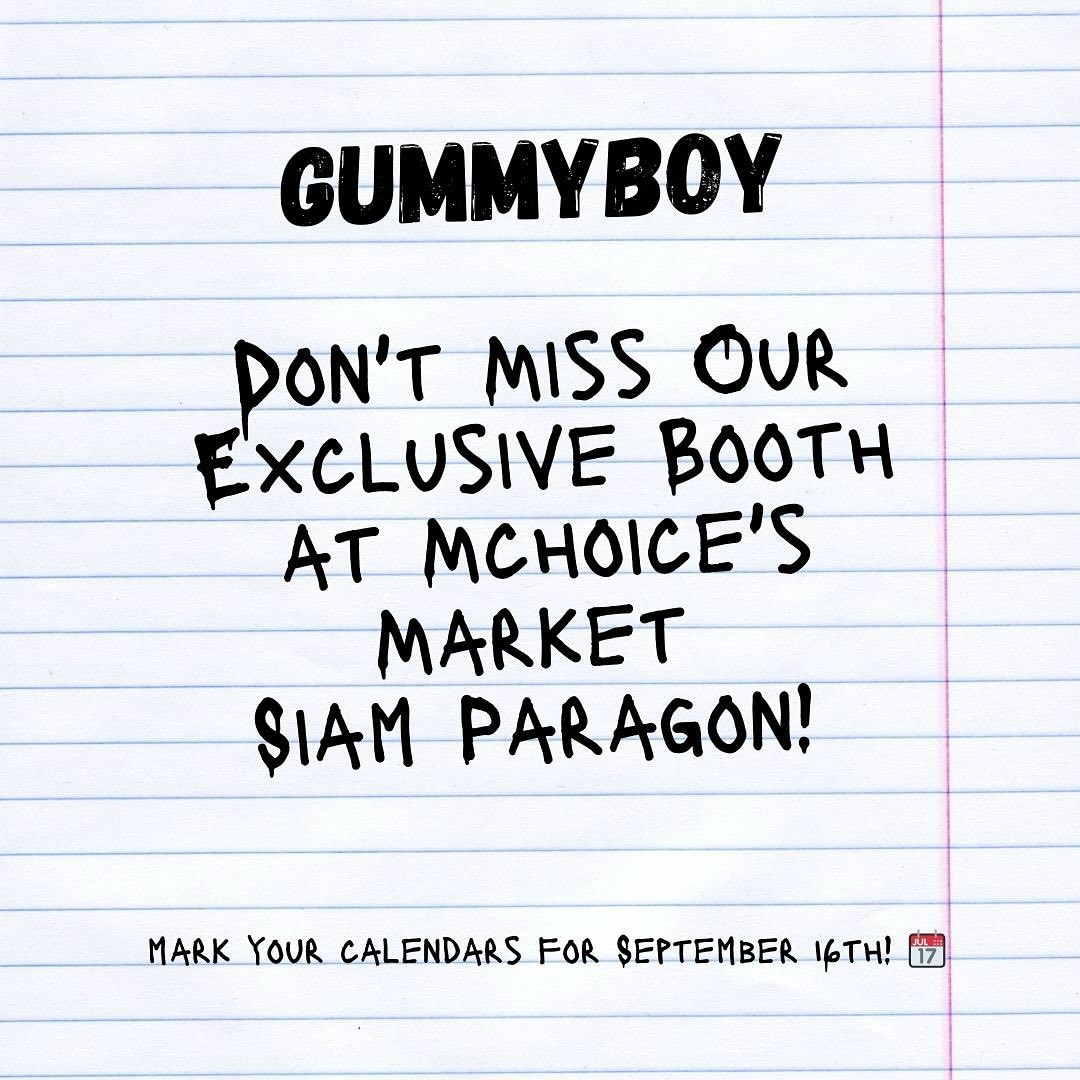 GUMMYBOY
DON'T MISS OUR
EXCLUSIVE BOOTH
AT MCHOICE'S
MARKET
SIAM PARAGON!
MARK YOUR CALENDARS FOR SEPTEMBER 16TH! 📅
JUL
17